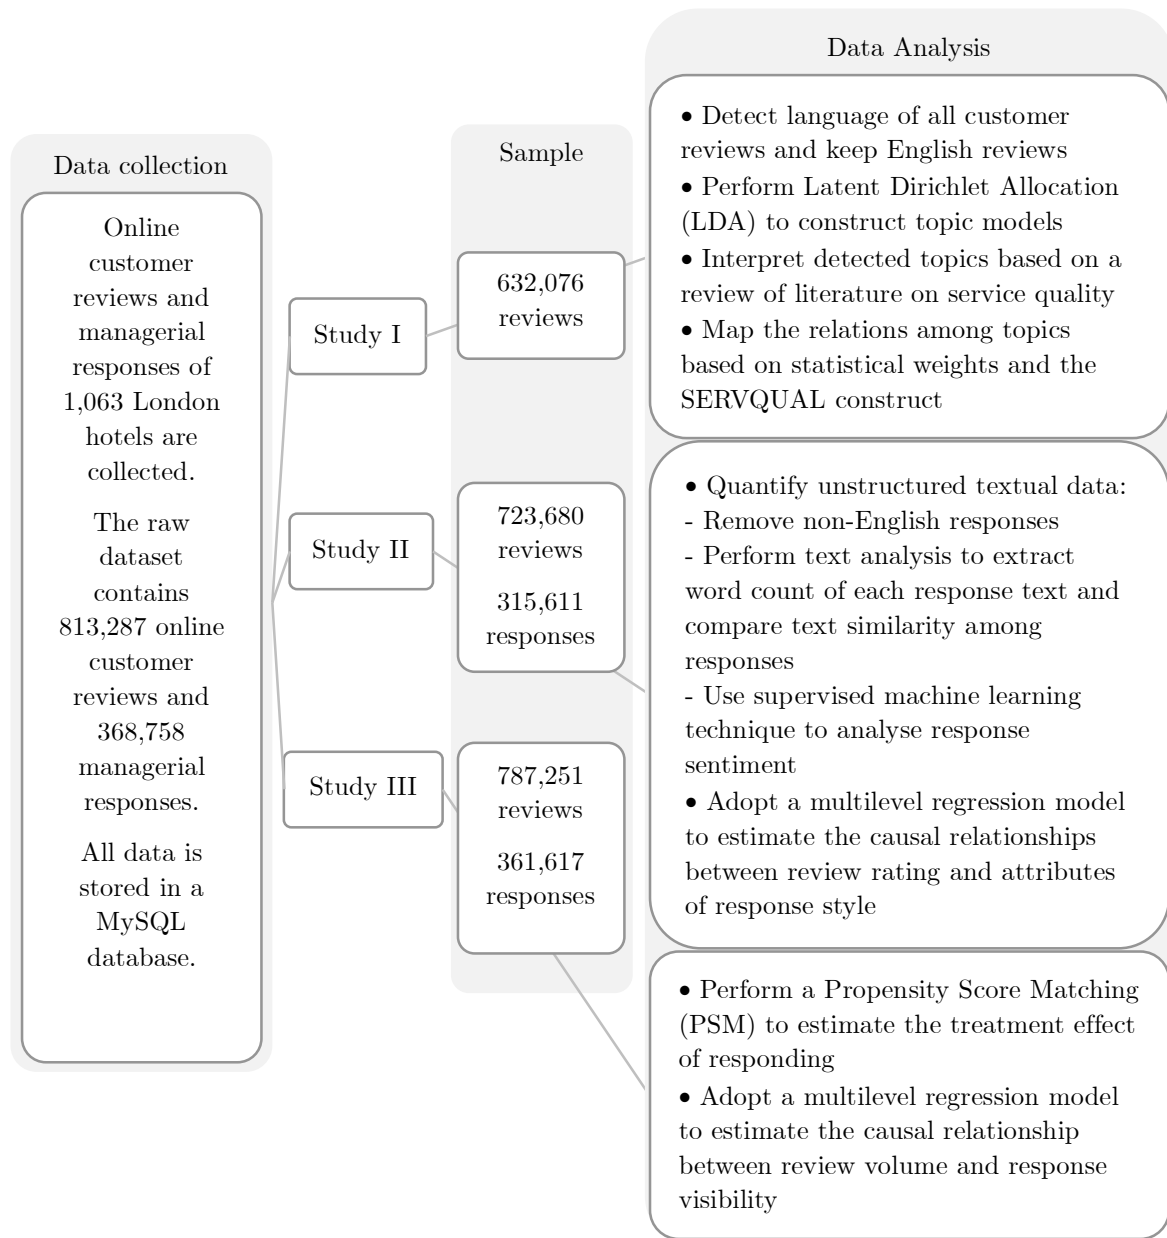 Data collection
Online
customer
reviews and
managerial
responses of
1,063 London
hotels are
collected.
The raw
dataset
contains
813,287 online
customer
reviews and
368,758
managerial
responses.
All data is
stored in a
MySQL
database.
Study I
Study II
Study III
Sample
632,076
reviews
723,680
reviews
315,611
responses
787,251
reviews
361,617
responses
Data Analysis
• Detect language of all customer
reviews and keep English reviews
• Perform Latent Dirichlet Allocation
(LDA) to construct topic models
• Interpret detected topics based on a
review of literature on service quality
• Map the relations among topics
based on statistical weights and the
SERVQUAL construct
• Quantify unstructured textual data:
- Remove non-English responses
- Perform text analysis to extract
word count of each response text and
compare text similarity among
responses
- Use supervised machine learning
technique to analyse response
sentiment
• Adopt a multilevel regression model
to estimate the causal relationships
between review rating and attributes
of response style
• Perform a Propensity Score Matching
(PSM) to estimate the treatment effect
of responding
• Adopt a multilevel regression model
to estimate the causal relationship
between review volume and response
visibility